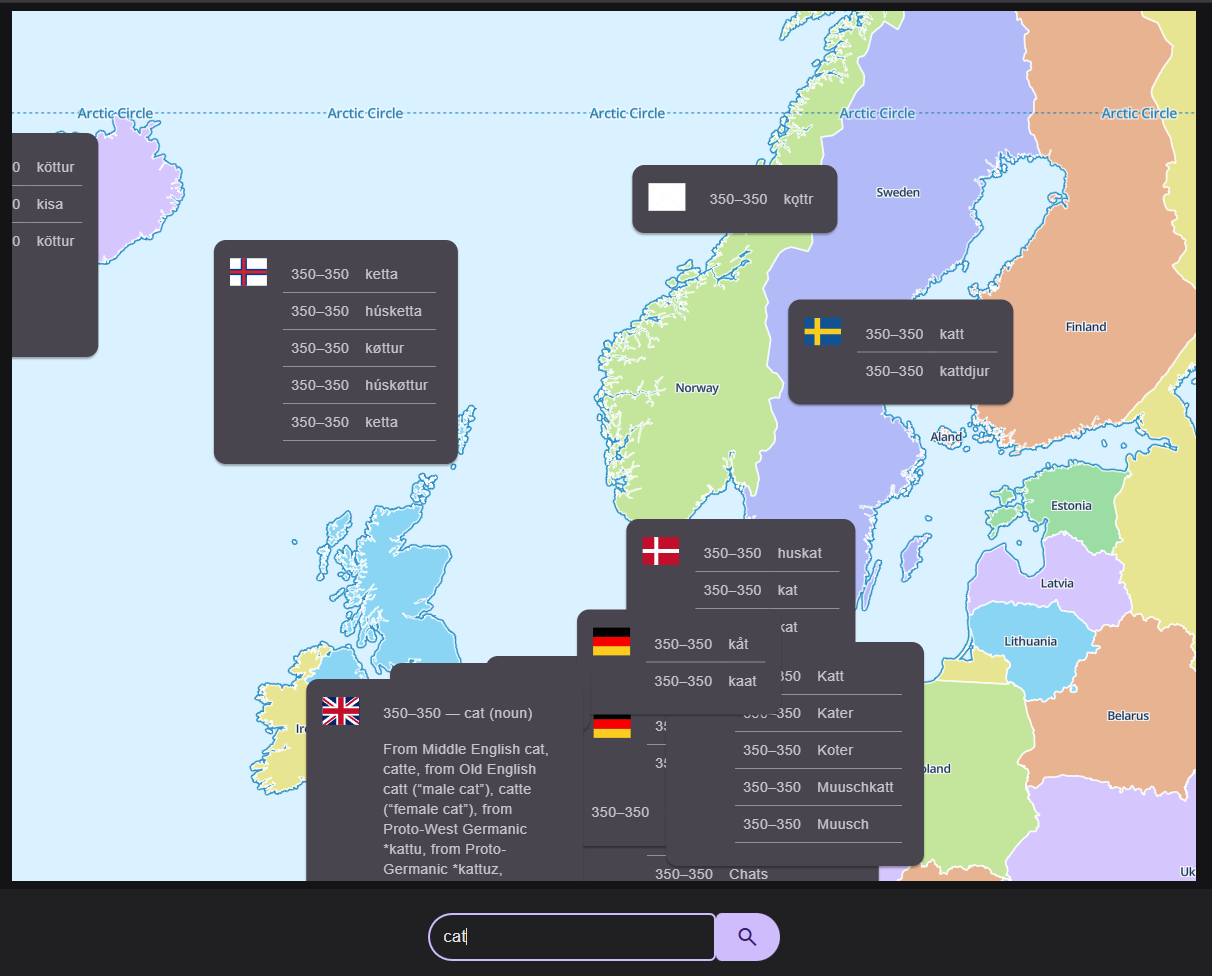 Arctic Circle
Arctic Circle
Arctic Circle
Arctic Circle
Arctic Circle
0 köttur
0 kisa
0 köttur
350–350 kǫttr
Sweden
350–350 ketta
350–350 húsketta
350–350 køttur
350–350 húskøttur
350–350 ketta
350–350 katt
350–350 kattdjur
Finland
Norway
Aland
Estonia
350–350 huskat
350–350 kat
kat
Latvia
Lithuania
350–350 kåt
350–350 kaat
350 Katt
350–350 Kater
350–350 Koter
350–350 Muuschkatt
350–350 Muusch
Belarus
350–350 — cat (noun)
From Middle English cat,
catte, from Old English
catt (“male cat”), catte
(“female cat”), from
Proto-West Germanic
*kattu, from Proto-
Germanic *kattuz,
350–350
350–350 Chats
cat